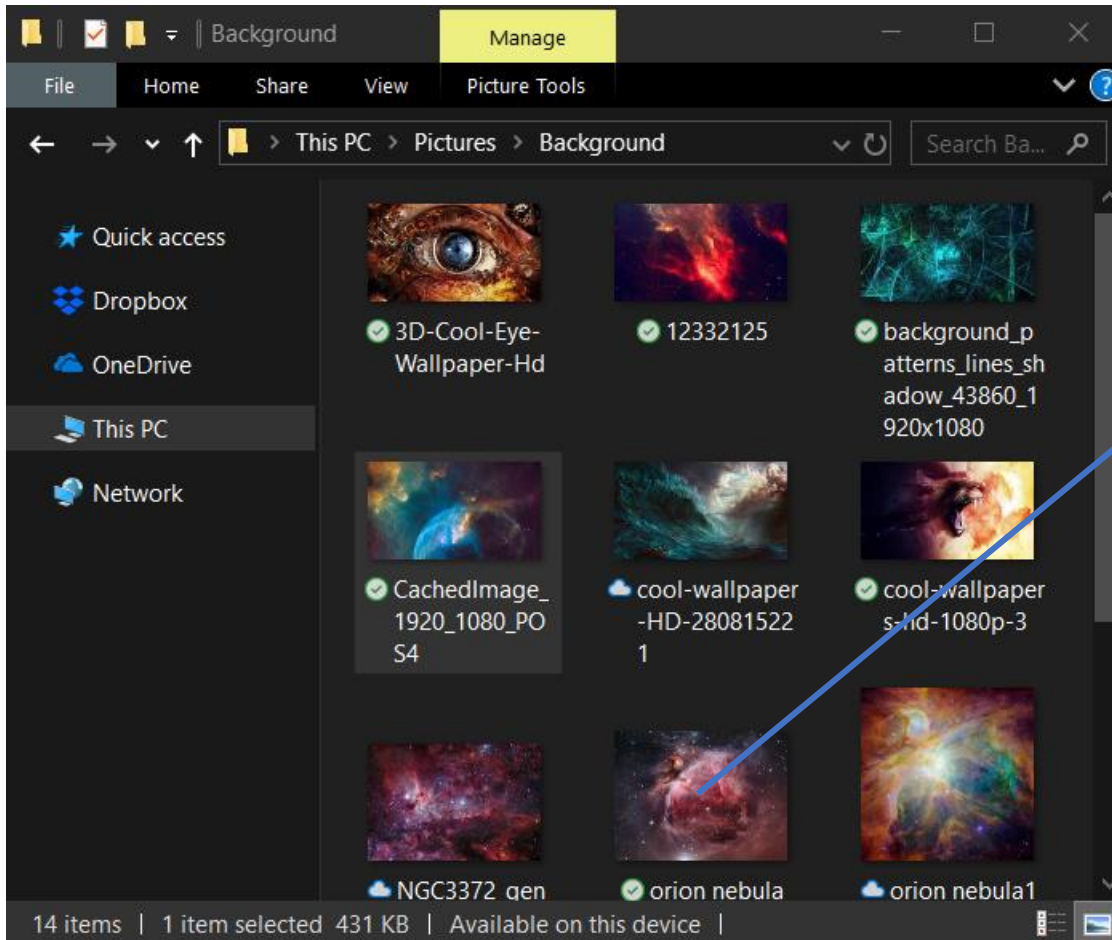 Background
Manage
File Home Share View Picture Tools
This PC > Pictures > Background
Search Ba...
Quick access
Dropbox
OneDrive
This PC
Network
3D-Cool-Eye-
Wallpaper-Hd
12332125
background_p
atterns_lines_sh
adow_43860_1
920x1080
CachedImage_
1920_1080_PO
S4
cool-wallpaper
-HD-28081522
1
cool-wallpaper
s-hd-1080p-3
NGC3372_gen
orion nebula
orion nebula1
14 items | 1 item selected 431 KB | Available on this device |